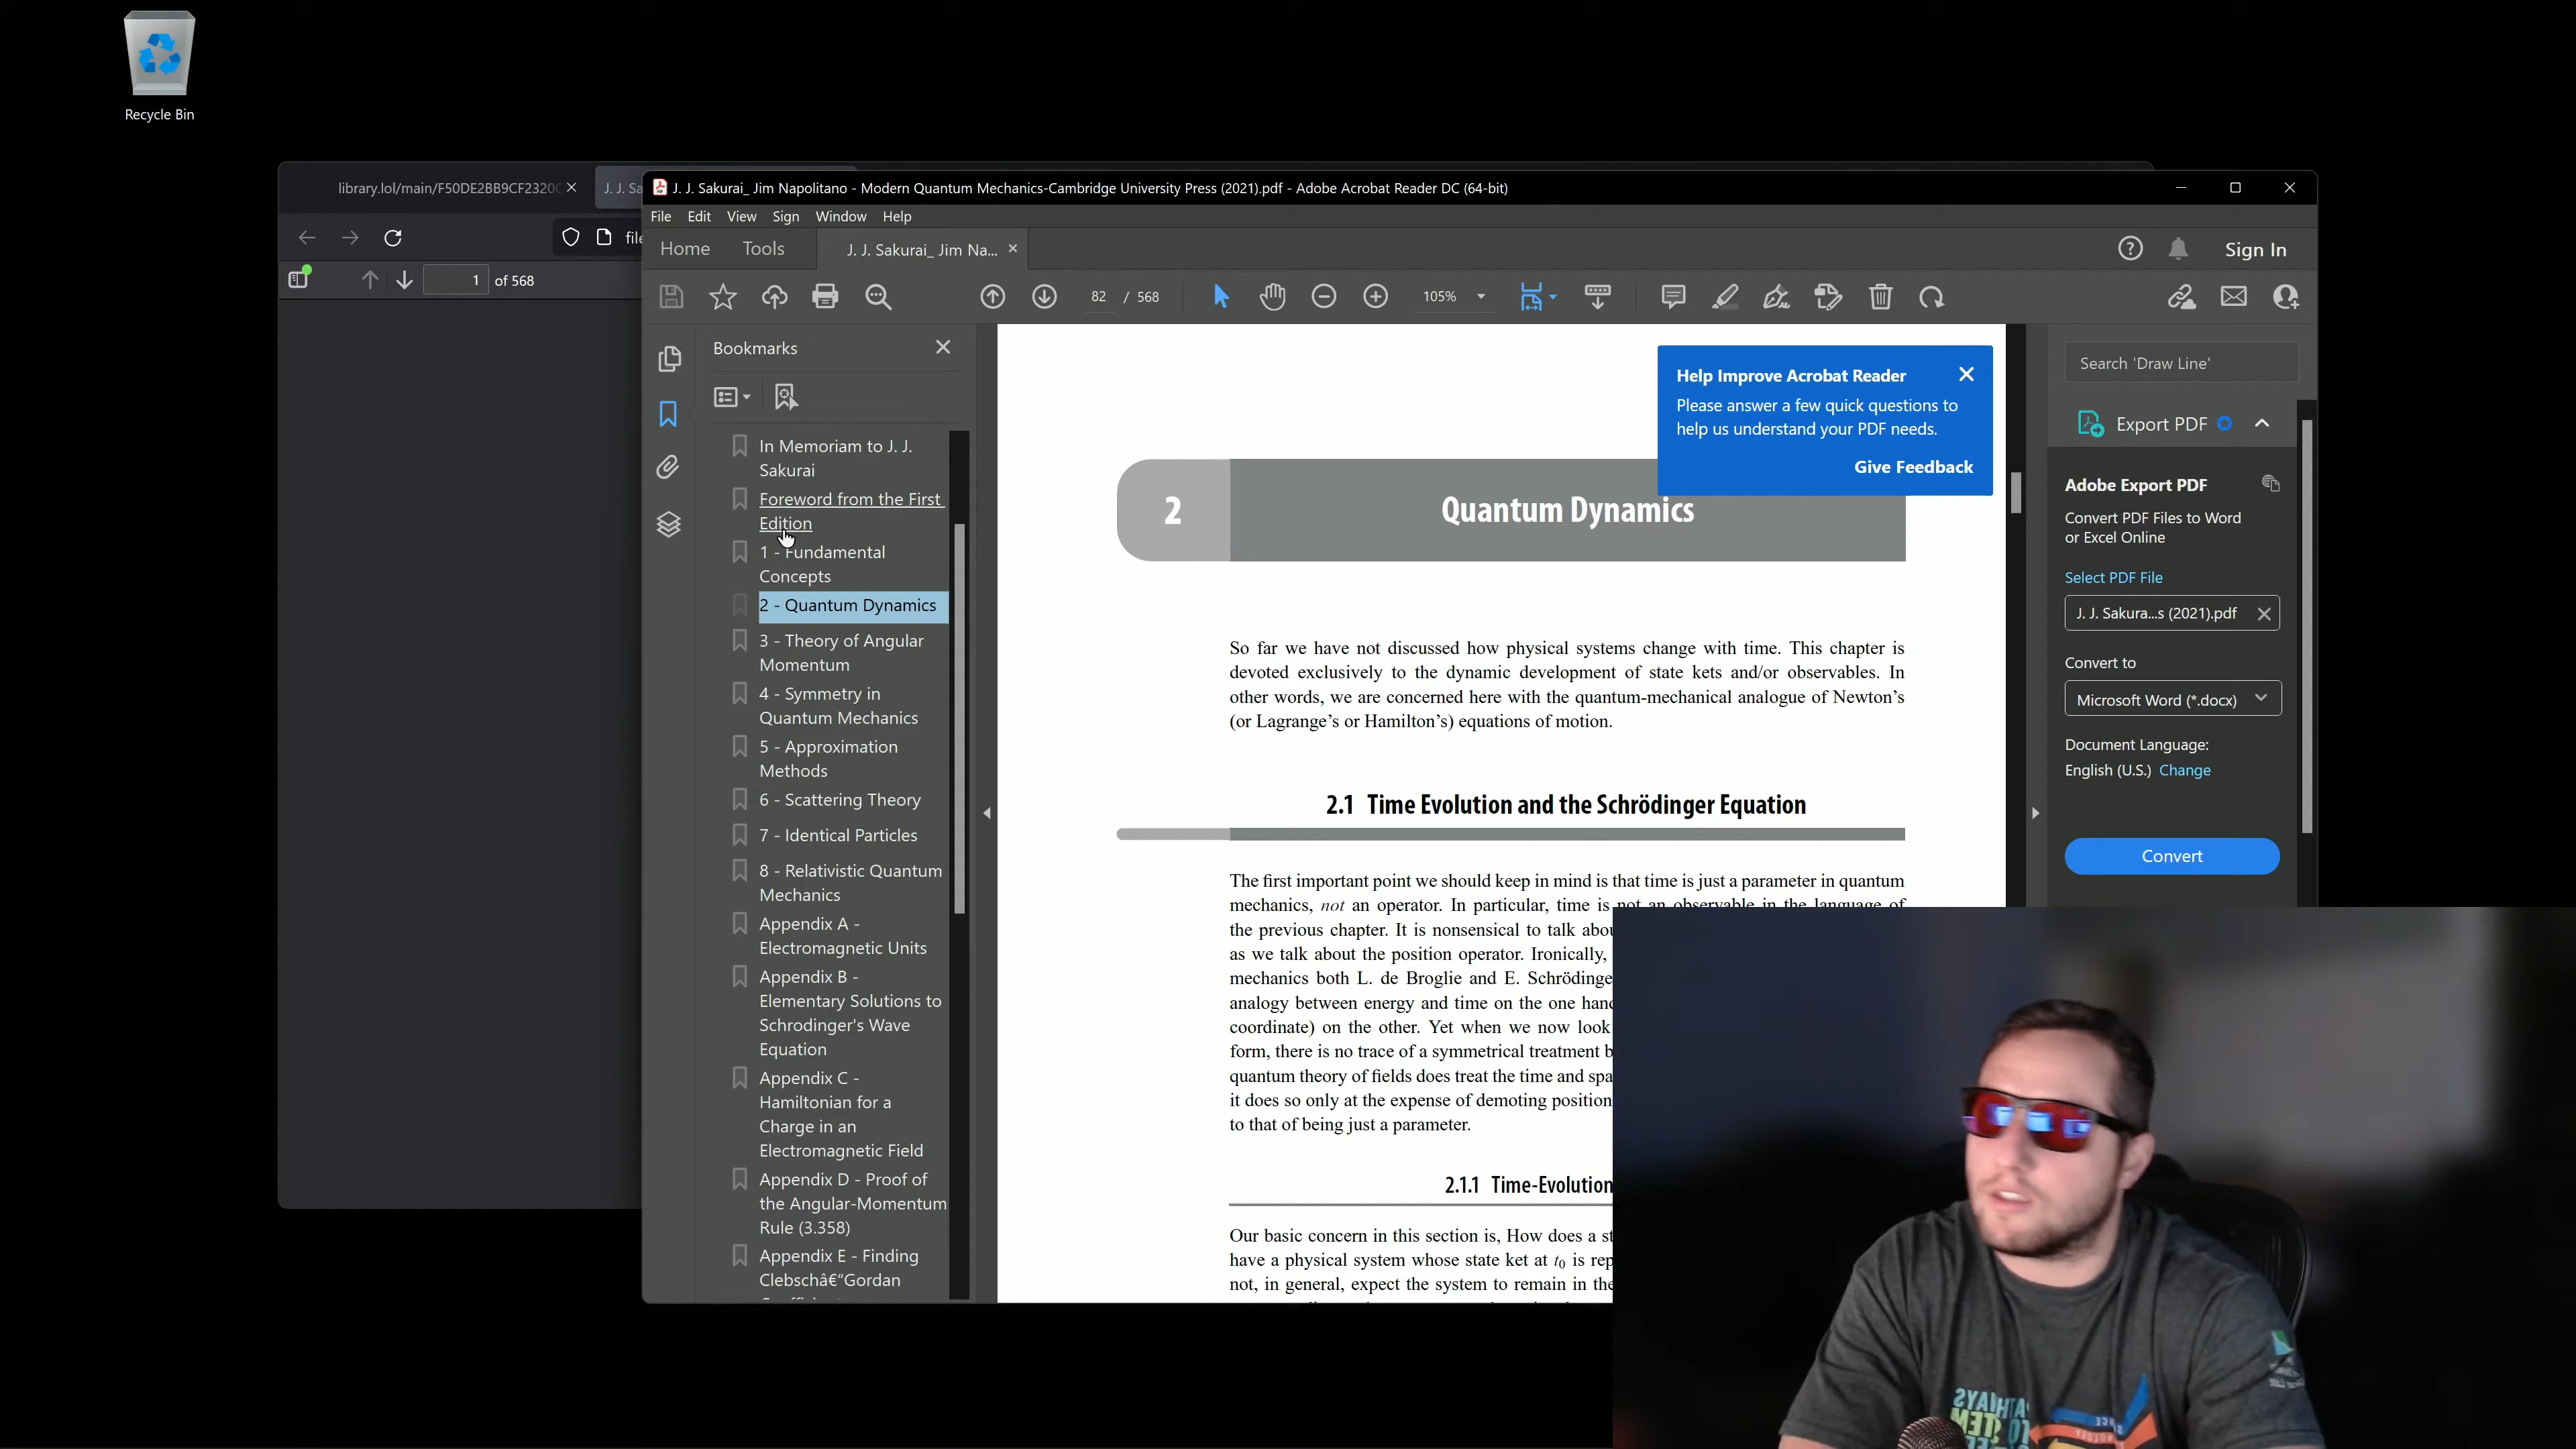 Recycle Bin
library.lol/main/F50DE2BB9CF2320C
J. J. Sa
J. J. Sakurai_ Jim Napolitano - Modern Quantum Mechanics-Cambridge University Press (2021).pdf - Adobe Acrobat Reader DC (64-bit)
File Edit View Sign Window Help
file
Home Tools J. J. Sakurai_ Jim Na... Sign In
1 of 568
82 / 568 105%
Bookmarks
In Memoriam to J. J.
Sakurai
Foreword from the First
Edition
1 - Fundamental
Concepts
2 - Quantum Dynamics
3 - Theory of Angular
Momentum
4 - Symmetry in
Quantum Mechanics
5 - Approximation
Methods
6 - Scattering Theory
7 - Identical Particles
8 - Relativistic Quantum
Mechanics
Appendix A -
Electromagnetic Units
Appendix B -
Elementary Solutions to
Schrodinger's Wave
Equation
Appendix C -
Hamiltonian for a
Charge in an
Electromagnetic Field
Appendix D - Proof of
the Angular-Momentum
Rule (3.358)
Appendix E - Finding
Clebschâ€“Gordan
Help Improve Acrobat Reader
Please answer a few quick questions to
help us understand your PDF needs.
Give Feedback
2 Quantum Dynamics
So far we have not discussed how physical systems change with time. This chapter is
devoted exclusively to the dynamic development of state kets and/or observables. In
other words, we are concerned here with the quantum-mechanical analogue of Newton's
(or Lagrange's or Hamilton's) equations of motion.
2.1 Time Evolution and the Schrödinger Equation
The first important point we should keep in mind is that time is just a parameter in quantum
mechanics, not an operator. In particular, time is not an observable in the language of
the previous chapter. It is nonsensical to talk abou
as we talk about the position operator. Ironically,
mechanics both L. de Broglie and E. Schrödinge
analogy between energy and time on the one hand
coordinate) on the other. Yet when we now look
form, there is no trace of a symmetrical treatment b
quantum theory of fields does treat the time and spa
it does so only at the expense of demoting position
to that of being just a parameter.
2.1.1 Time-Evolution
Our basic concern in this section is, How does a st
have a physical system whose state ket at t0 is rep
not, in general, expect the system to remain in the
Search 'Draw Line'
Export PDF
Adobe Export PDF
Convert PDF Files to Word
or Excel Online
Select PDF File
J. J. Sakura...s (2021).pdf
Convert to
Microsoft Word (*.docx)
Document Language:
English (U.S.) Change
Convert